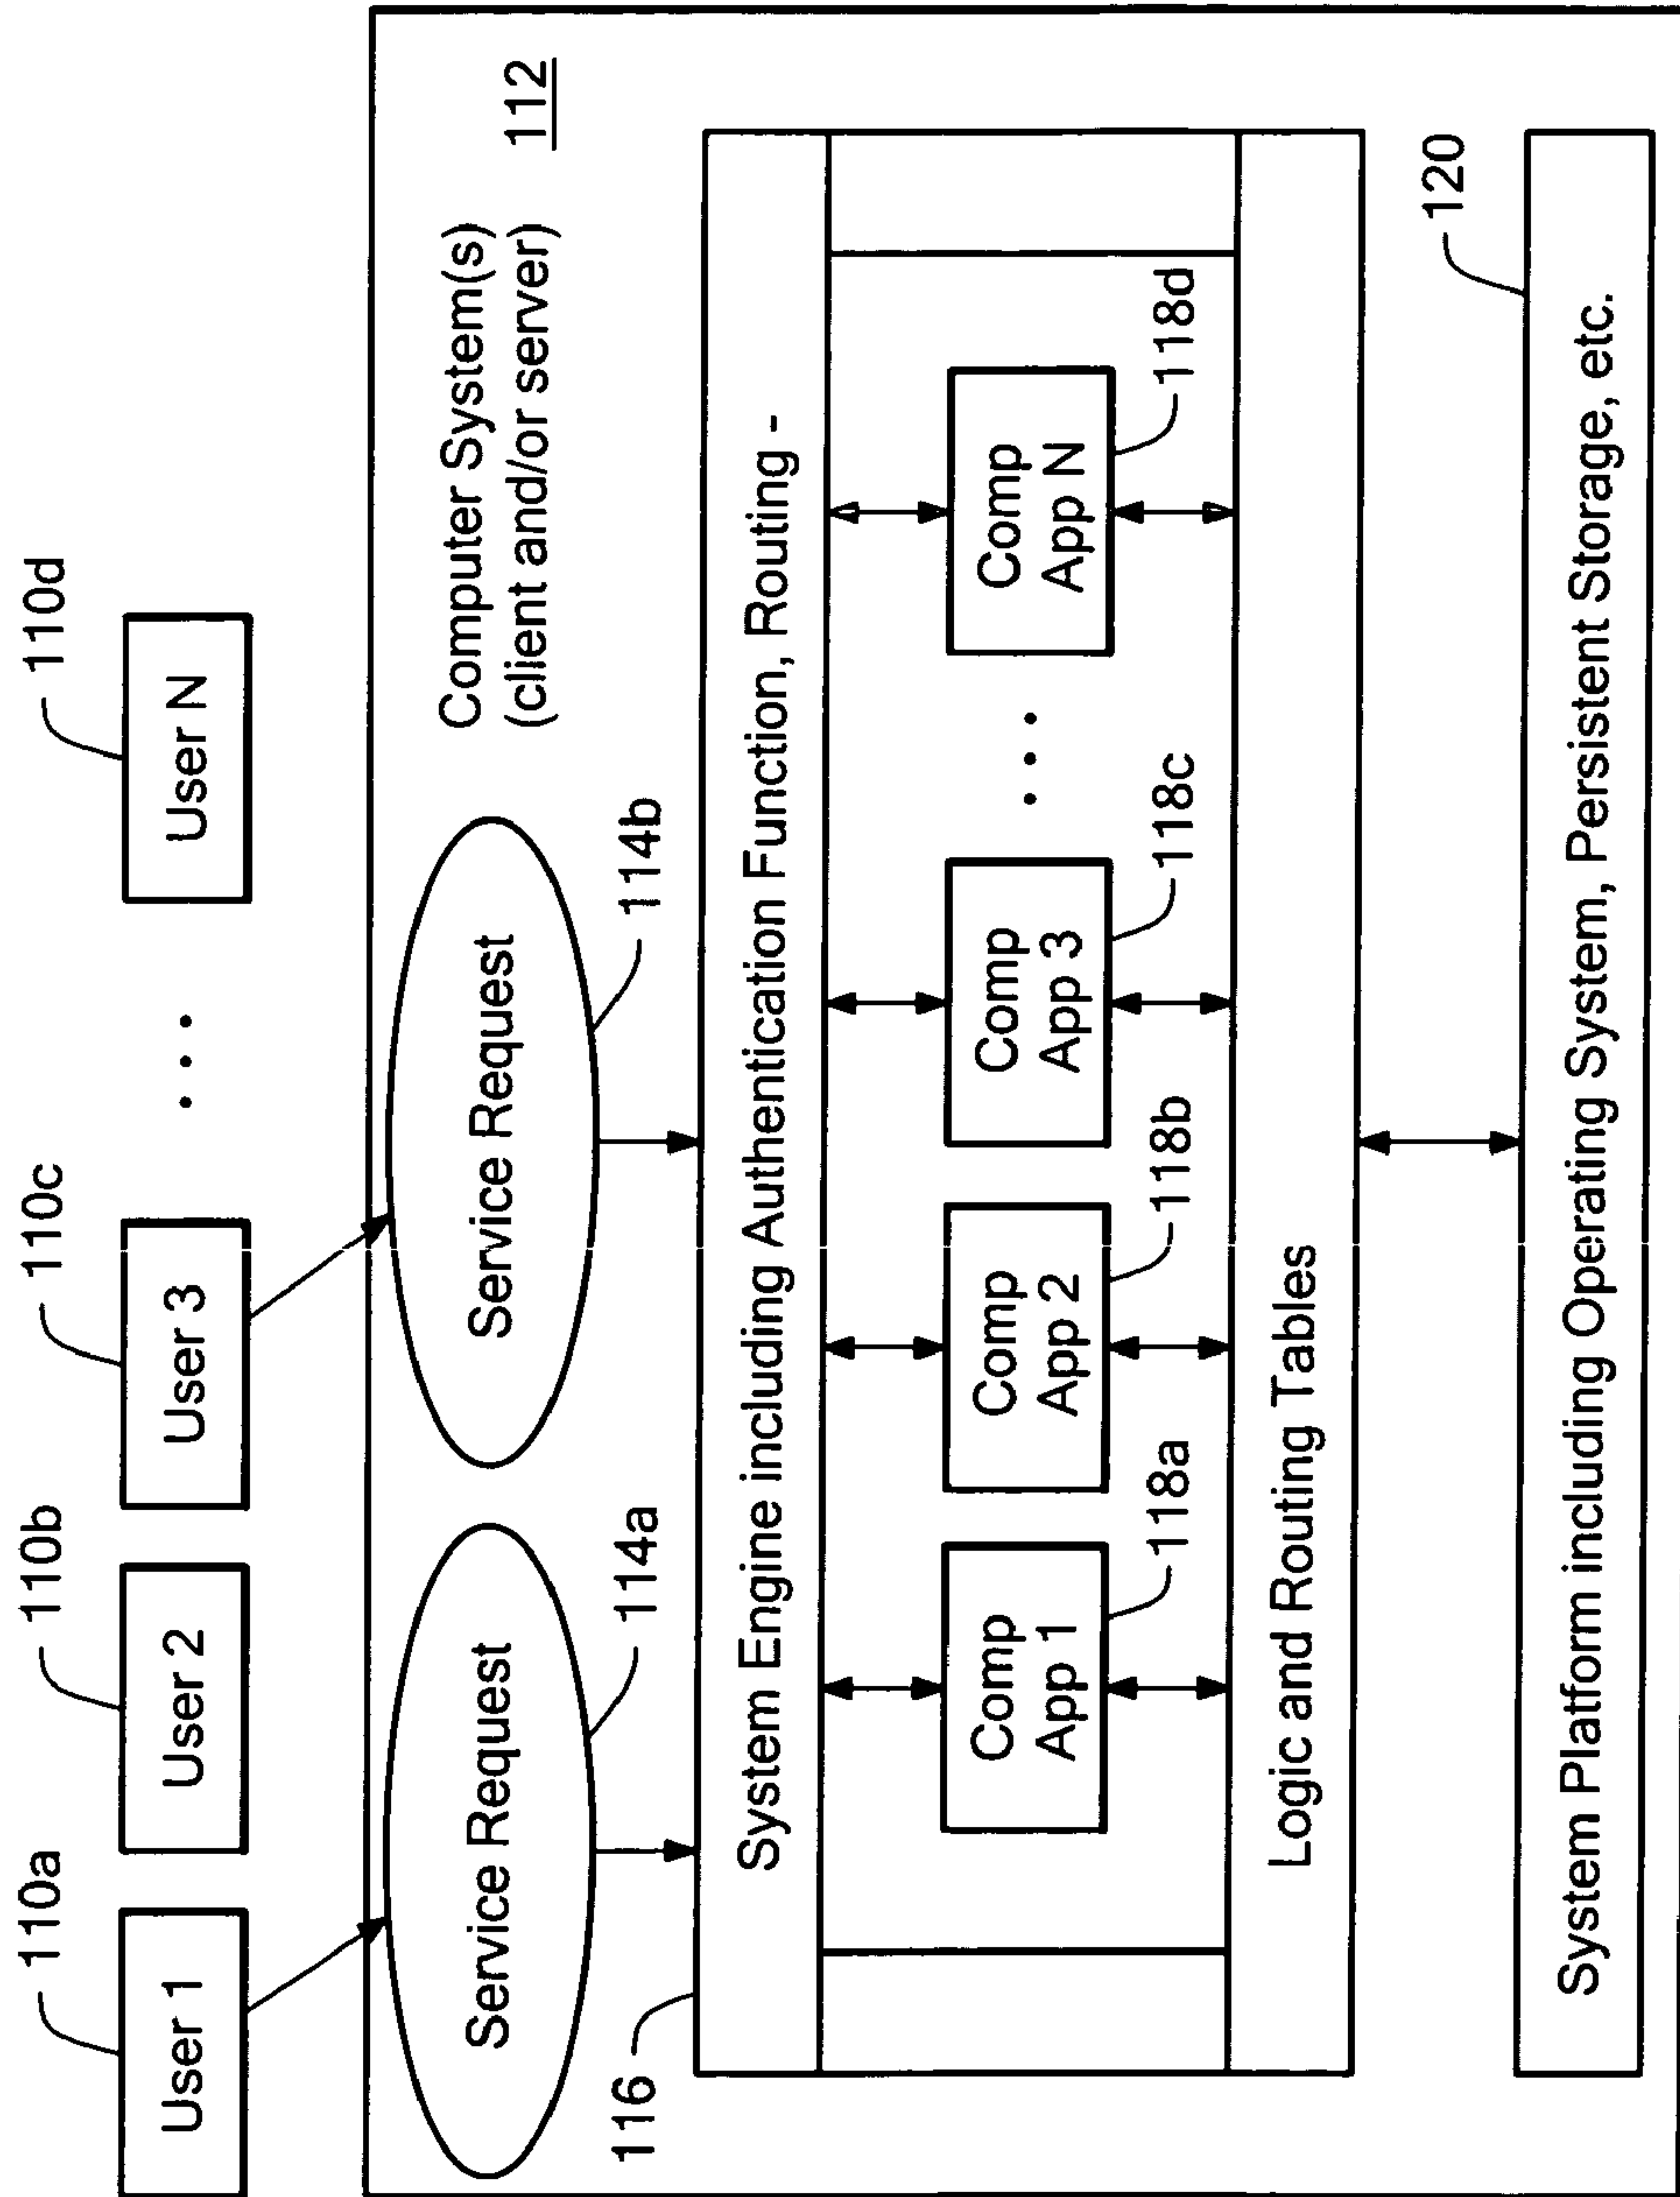 110a
110b
110c
110d
User 1
User 2
User 3
. . .
User N
Computer System(s)
(client and/or server)
112
Service Request
Service Request
114a
114b
116
System Engine including Authentication Function, Routing -
Comp
App 1
Comp
App 2
Comp
App 3
. . .
Comp
App N
118a
118b
118c
118d
Logic and Routing Tables
120
System Platform including Operating System, Persistent Storage, etc.